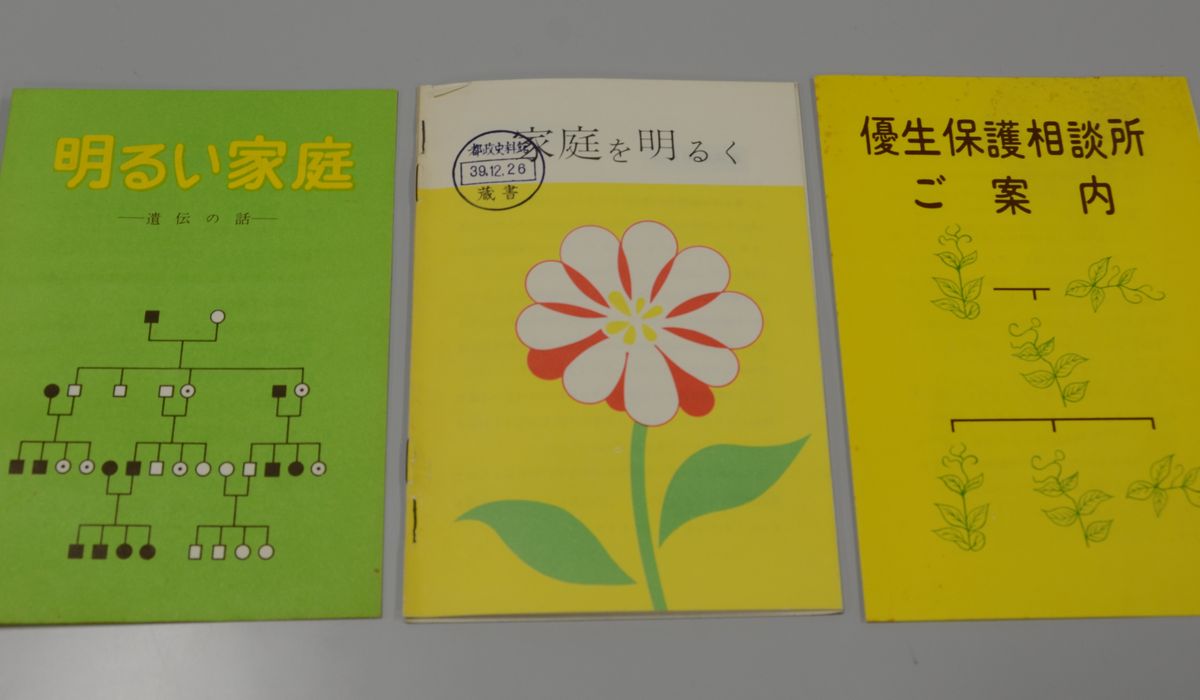 明るい家庭
──遺伝の話──
家庭を明るく
都政史料館
39.12.26
蔵書
優生保護相談所
ご案内